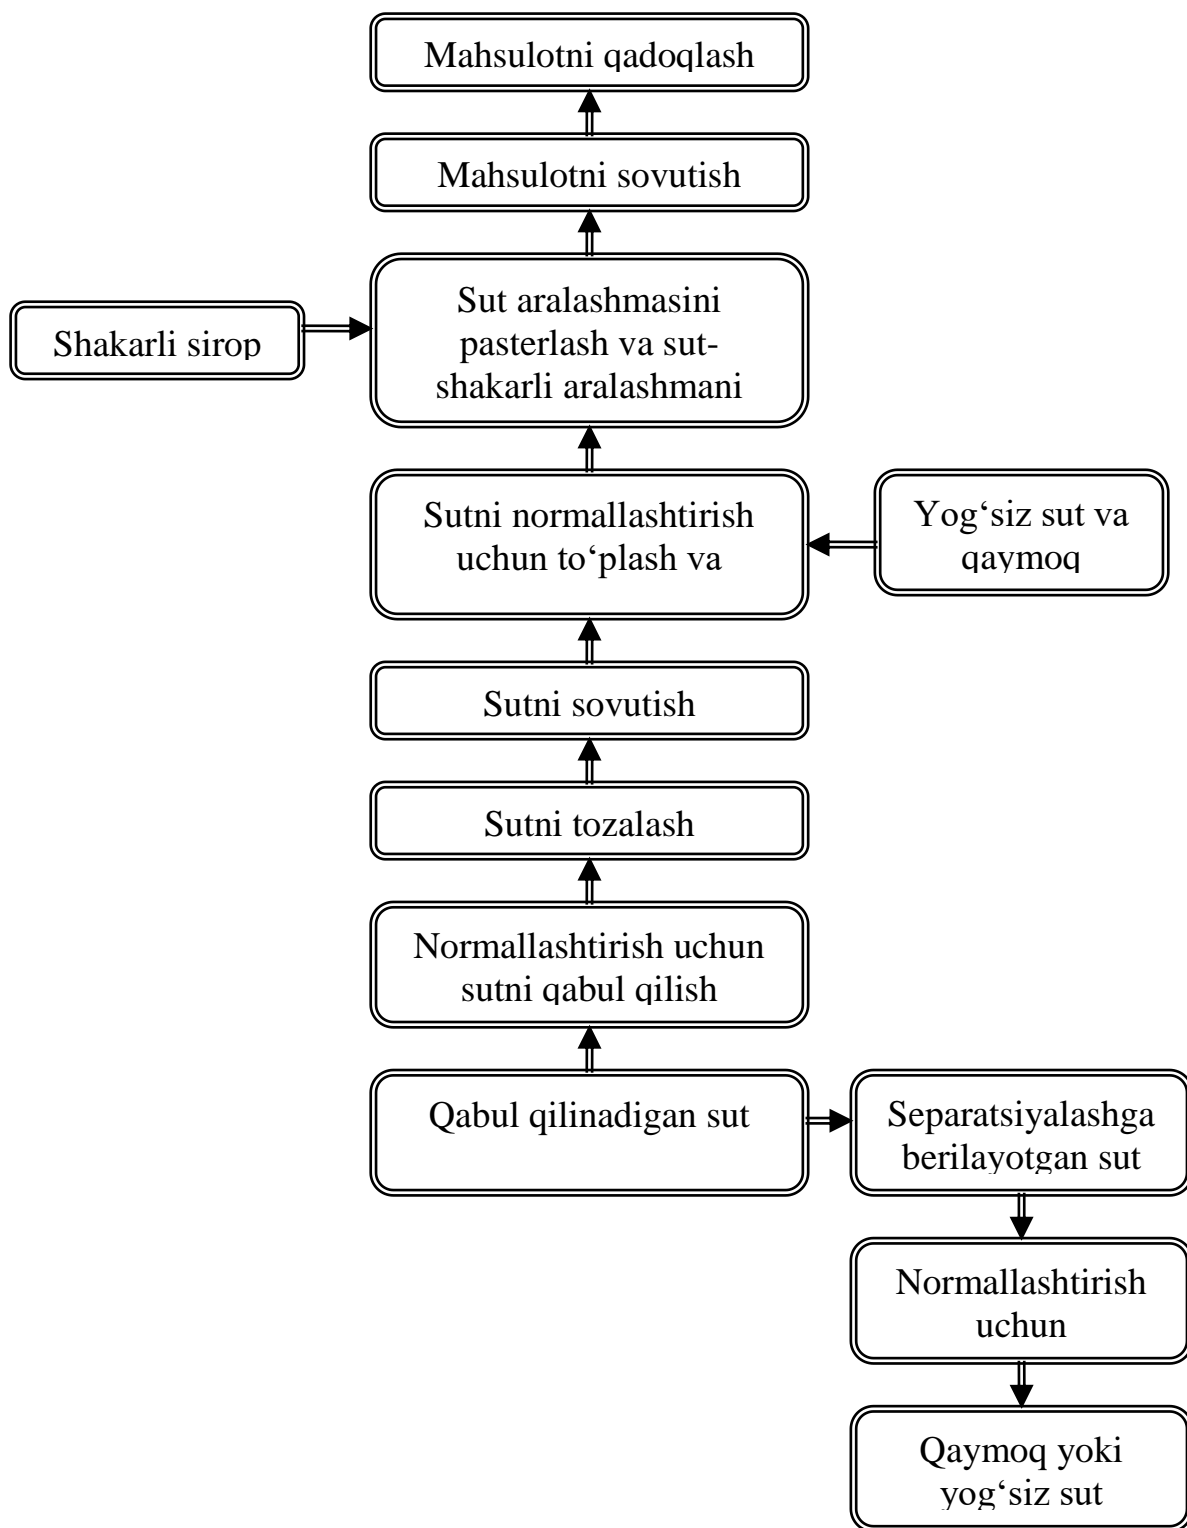 Mahsulotni qadoqlash
Mahsulotni sovutish
Sut aralashmasini
pasterlash va sut-
shakarli aralashmani
Shakarli sirop
Sutni normallashtirish
uchun to‘plash va
Yog‘siz sut va
qaymoq
Sutni sovutish
Sutni tozalash
Normallashtirish uchun
sutni qabul qilish
Qabul qilinadigan sut
Separatsiyalashga
berilayotgan sut
Normallashtirish
uchun
Qaymoq yoki
yog‘siz sut